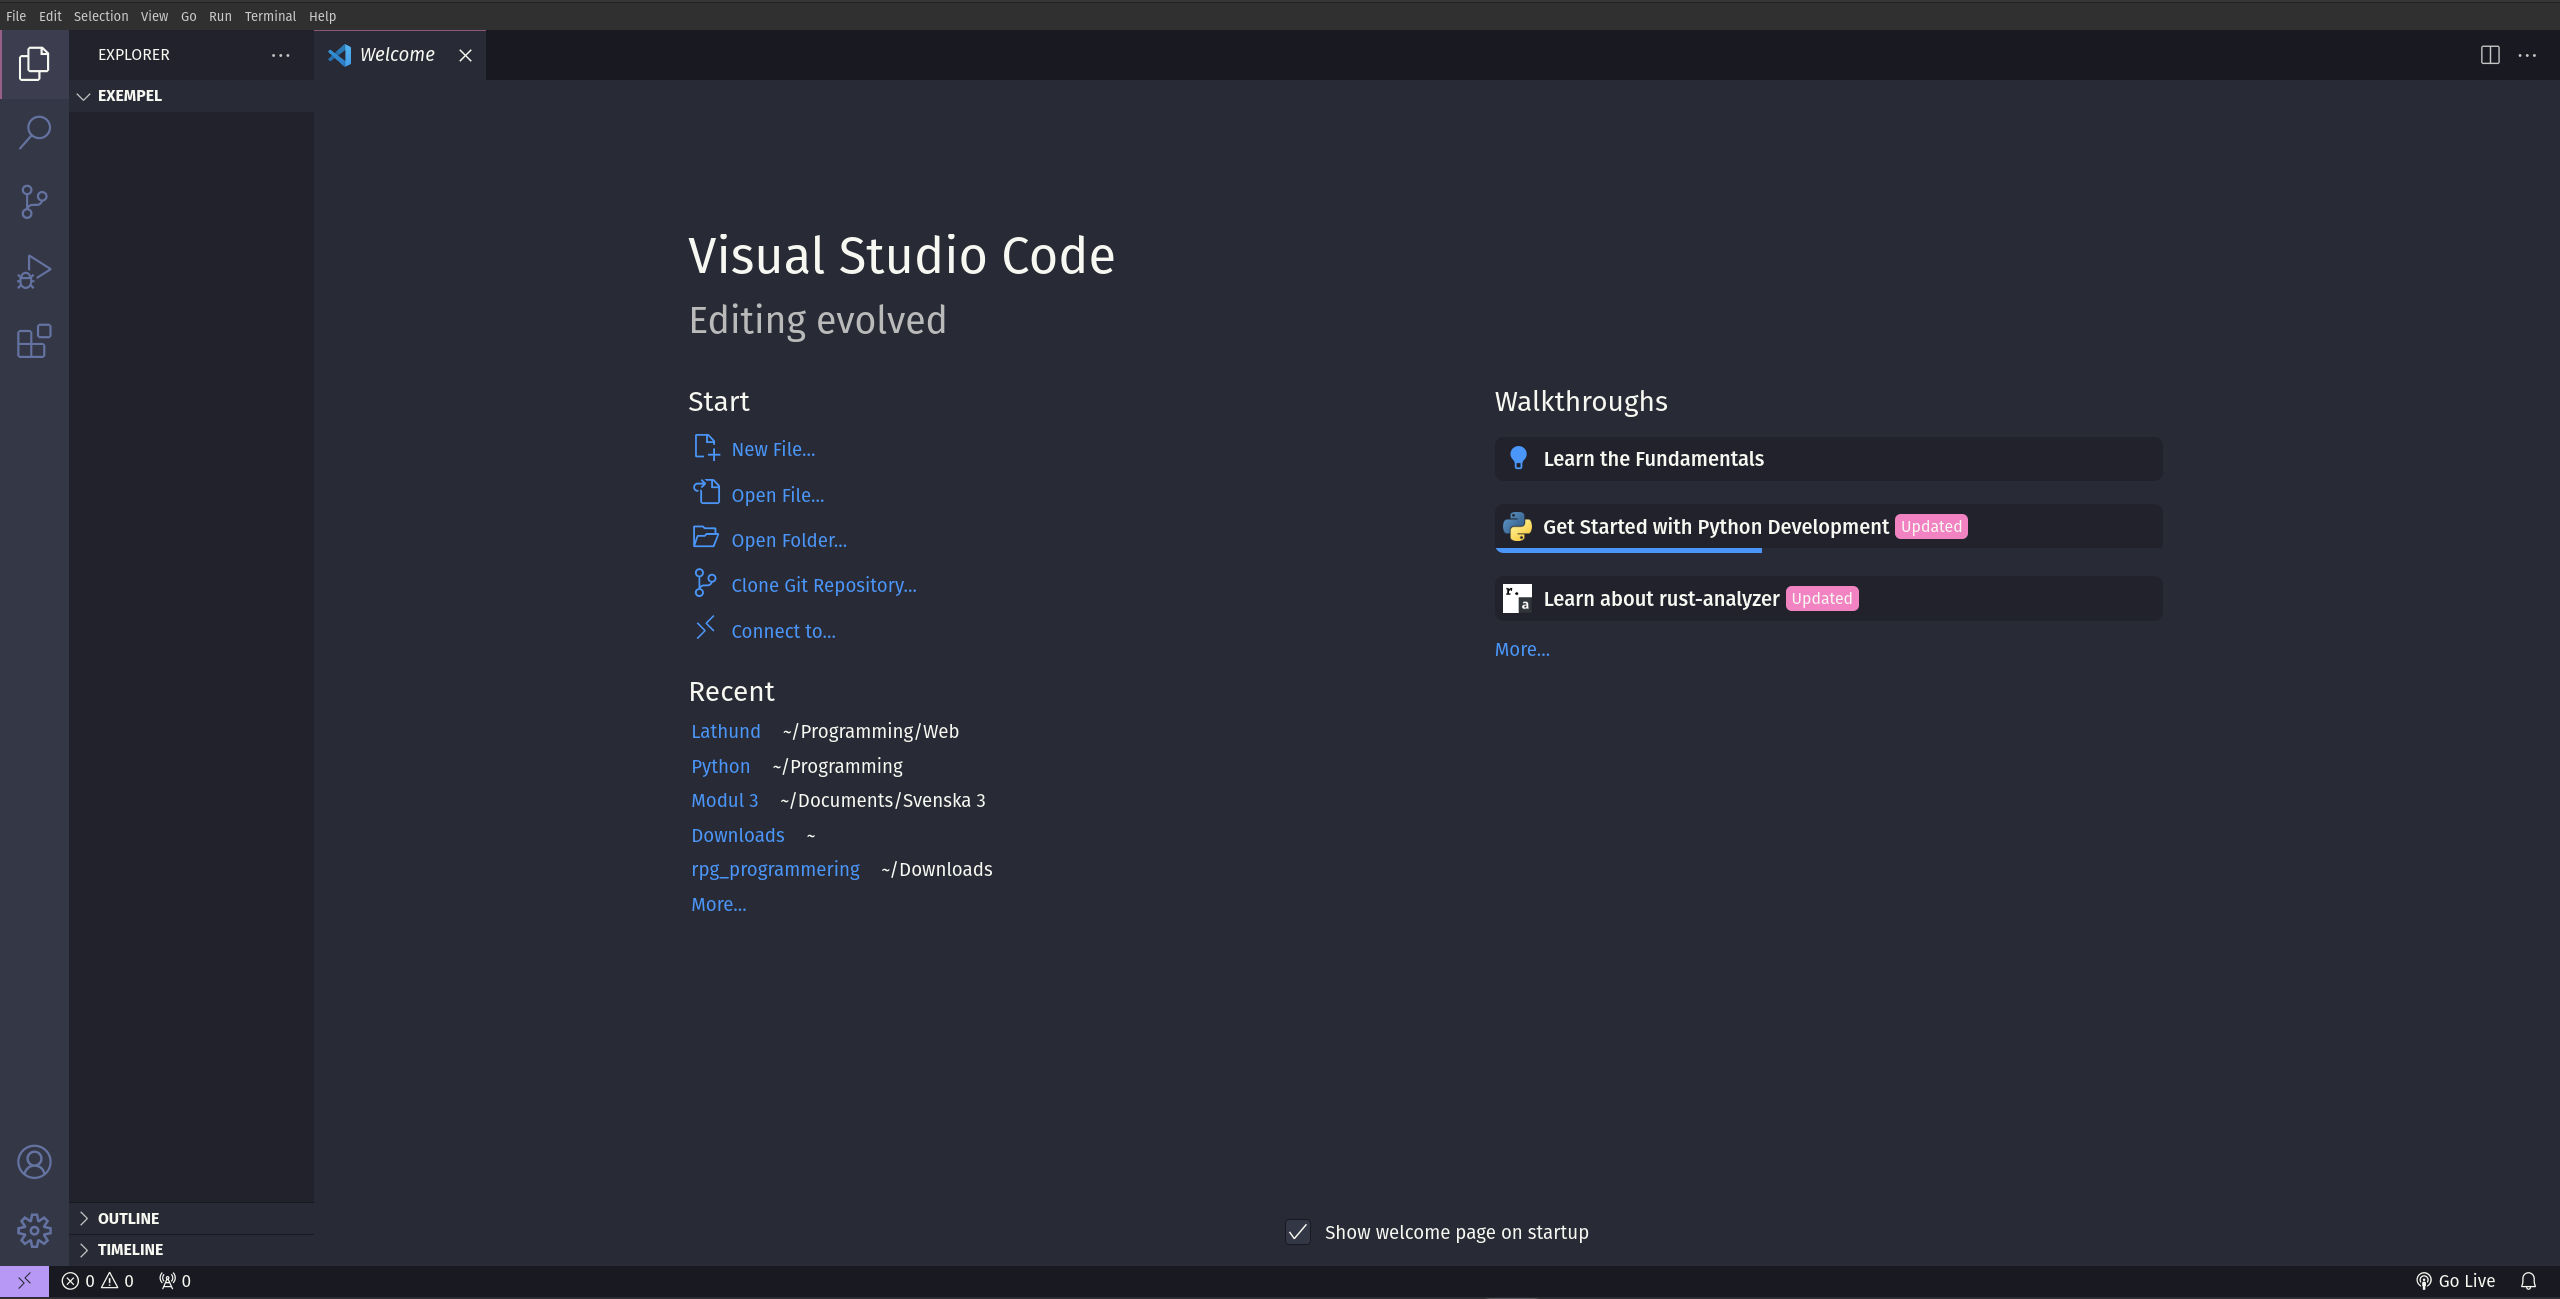 File Edit Selection View Go Run Terminal Help
EXPLORER
Welcome
EXEMPEL
Visual Studio Code
Editing evolved
Start
New File...
Open File...
Open Folder...
Clone Git Repository...
Connect to...
Recent
Lathund ~/Programming/Web
Python ~/Programming
Modul 3 ~/Documents/Svenska 3
Downloads ~
rpg_programmering ~/Downloads
More...
Walkthroughs
Learn the Fundamentals
Get Started with Python Development Updated
r.a Learn about rust-analyzer Updated
More...
OUTLINE
TIMELINE
Show welcome page on startup
0 0 0
Go Live